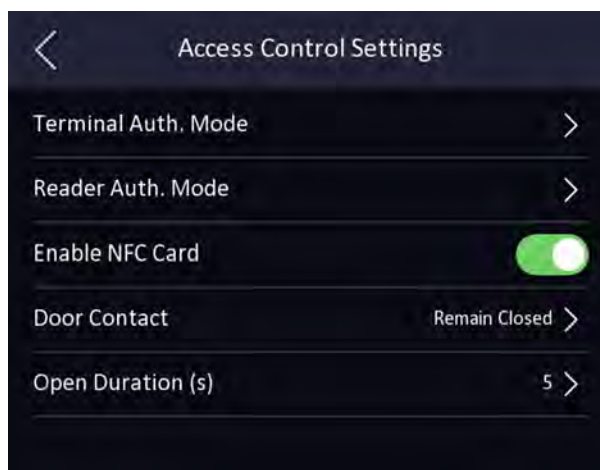 Access Control Settings
Terminal Auth. Mode
Reader Auth. Mode
Enable NFC Card
Door Contact Remain Closed
Open Duration (s) 5